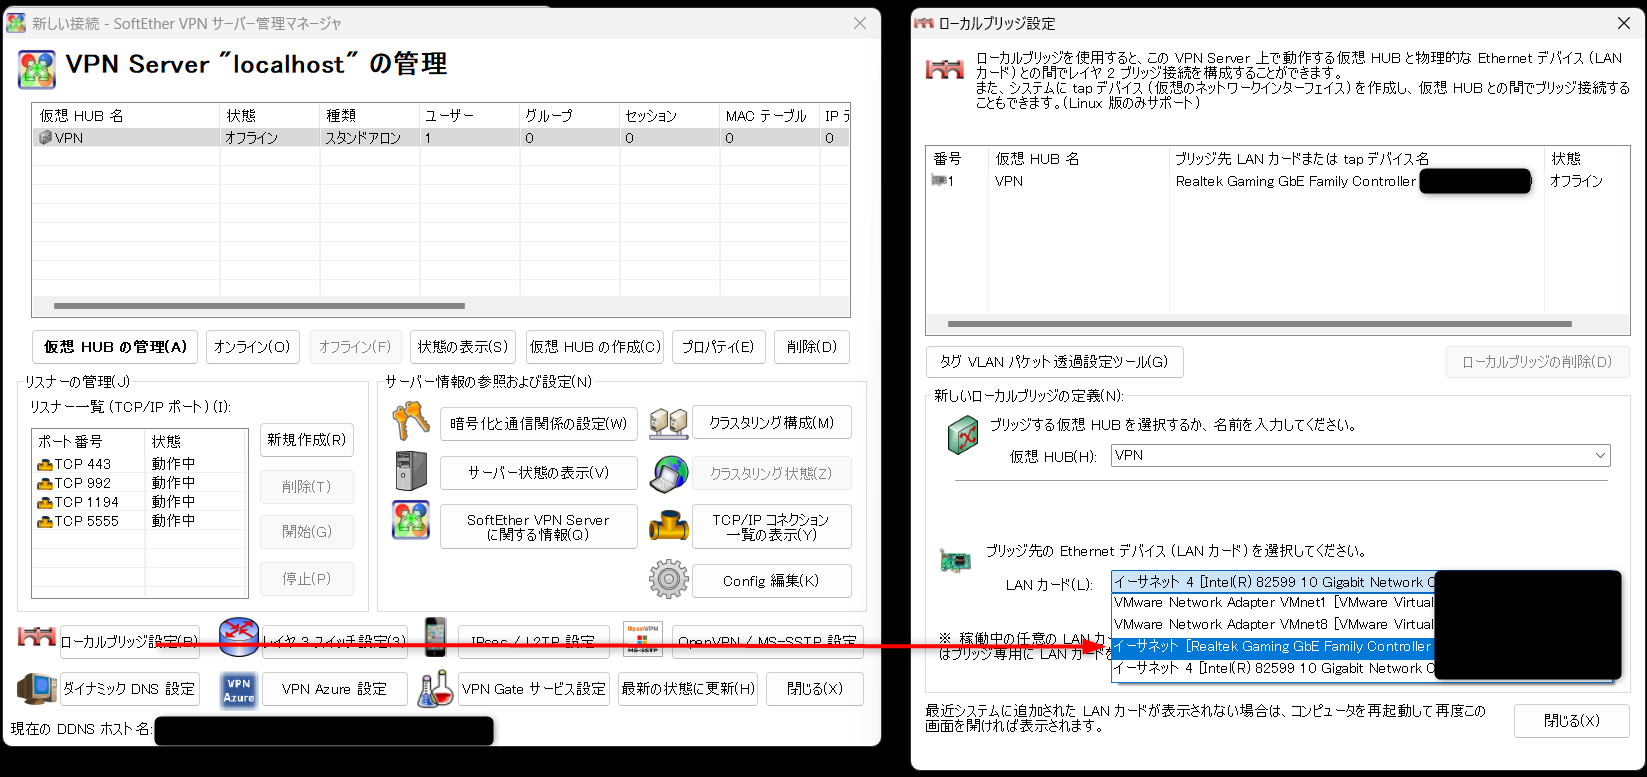 新しい接続 - SoftEther VPN サーバー管理マネージャ
VPN Server "localhost" の管理
仮想 HUB 名 状態 種類 ユーザー グループ セッション MAC テーブル IP テ
VPN オフライン スタンドアロン 1 0 0 0 0
仮想 HUB の管理(A) オンライン(O) オフライン(F) 状態の表示(S) 仮想 HUB の作成(C) プロパティ(E) 削除(D)
リスナーの管理(J)
リスナー一覧 (TCP/IP ポート) (I):
ポート番号 状態
TCP 443 動作中
TCP 992 動作中
TCP 1194 動作中
TCP 5555 動作中
新規作成(R)
削除(T)
開始(G)
停止(P)
サーバー情報の参照および設定(N)
暗号化と通信関係の設定(W) クラスタリング構成(M)
サーバー状態の表示(V) クラスタリング状態(Z)
SoftEther VPN Server
に関する情報(Q)
TCP/IP コネクション
一覧の表示(Y)
Config 編集(K)
ローカルブリッジ設定(B) レイヤ 3 スイッチ設定(3) IPsec / L2TP 設定 OpenVPN MS-SSTP OpenVPN / MS-SSTP 設定
ダイナミック DNS 設定 VPN Azure VPN Azure 設定 VPN Gate サービス設定 最新の状態に更新(H) 閉じる(X)
現在の DDNS ホスト名:
ローカルブリッジ設定
ローカルブリッジを使用すると、この VPN Server 上で動作する仮想 HUB と物理的な Ethernet デバイス (LAN
カード) との間でレイヤ 2 ブリッジ接続を構成することができます。
また、システムに tap デバイス (仮想のネットワークインターフェイス) を作成し、仮想 HUB との間でブリッジ接続する
こともできます。(Linux 版のみサポート)
番号 仮想 HUB 名 ブリッジ先 LAN カードまたは tap デバイス名 状態
1 VPN Realtek Gaming GbE Family Controller オフライン
タグ VLAN パケット透過設定ツール(G) ローカルブリッジの削除(D)
新しいローカルブリッジの定義(N):
ブリッジする仮想 HUB を選択するか、名前を入力してください。
仮想 HUB(H): VPN
ブリッジ先の Ethernet デバイス (LAN カード) を選択してください。
LAN カード(L): イーサネット 4 [Intel(R) 82599 10 Gigabit Network C
VMware Network Adapter VMnet1 [VMware Virtual
VMware Network Adapter VMnet8 [VMware Virtual
イーサネット [Realtek Gaming GbE Family Controller
イーサネット 4 [Intel(R) 82599 10 Gigabit Network C
※ 稼働中の任意の LAN カー
はブリッジ専用に LAN カードを
最近システムに追加された LAN カードが表示されない場合は、コンピュータを再起動して再度この
画面を開ければ表示されます。
閉じる(X)